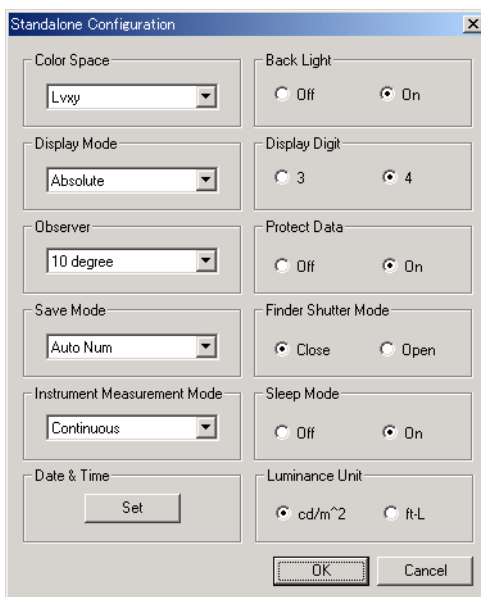 Standalone Configuration
Color Space
Lvxy
Back Light
Off On
Display Mode
Absolute
Display Digit
3 4
Observer
10 degree
Protect Data
Off On
Save Mode
Auto Num
Finder Shutter Mode
Close Open
Instrument Measurement Mode
Continuous
Sleep Mode
Off On
Date & Time
Set
Luminance Unit
cd/m^2 ft-L
OK Cancel